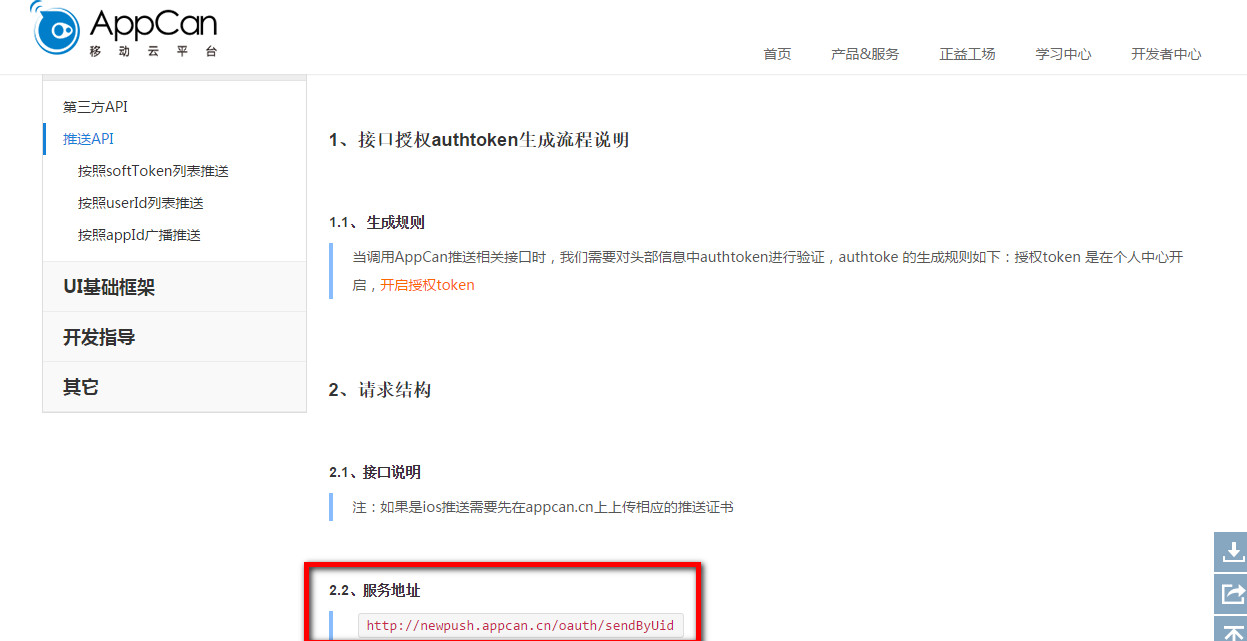 AppCan
移动云平台
首页 产品&服务 正益工场 学习中心 开发者中心
第三方API
推送API
按照softToken列表推送
按照userId列表推送
按照appId广播推送
UI基础框架
开发指导
其它
1、接口授权authtoken生成流程说明
1.1、生成规则
当调用AppCan推送相关接口时，我们需要对头部信息中authtoken进行验证，authtoke 的生成规则如下：授权token 是在个人中心开
启，开启授权token
2、请求结构
2.1、接口说明
注：如果是ios推送需要先在appcan.cn上上传相应的推送证书
2.2、服务地址
http://newpush.appcan.cn/oauth/sendByUid